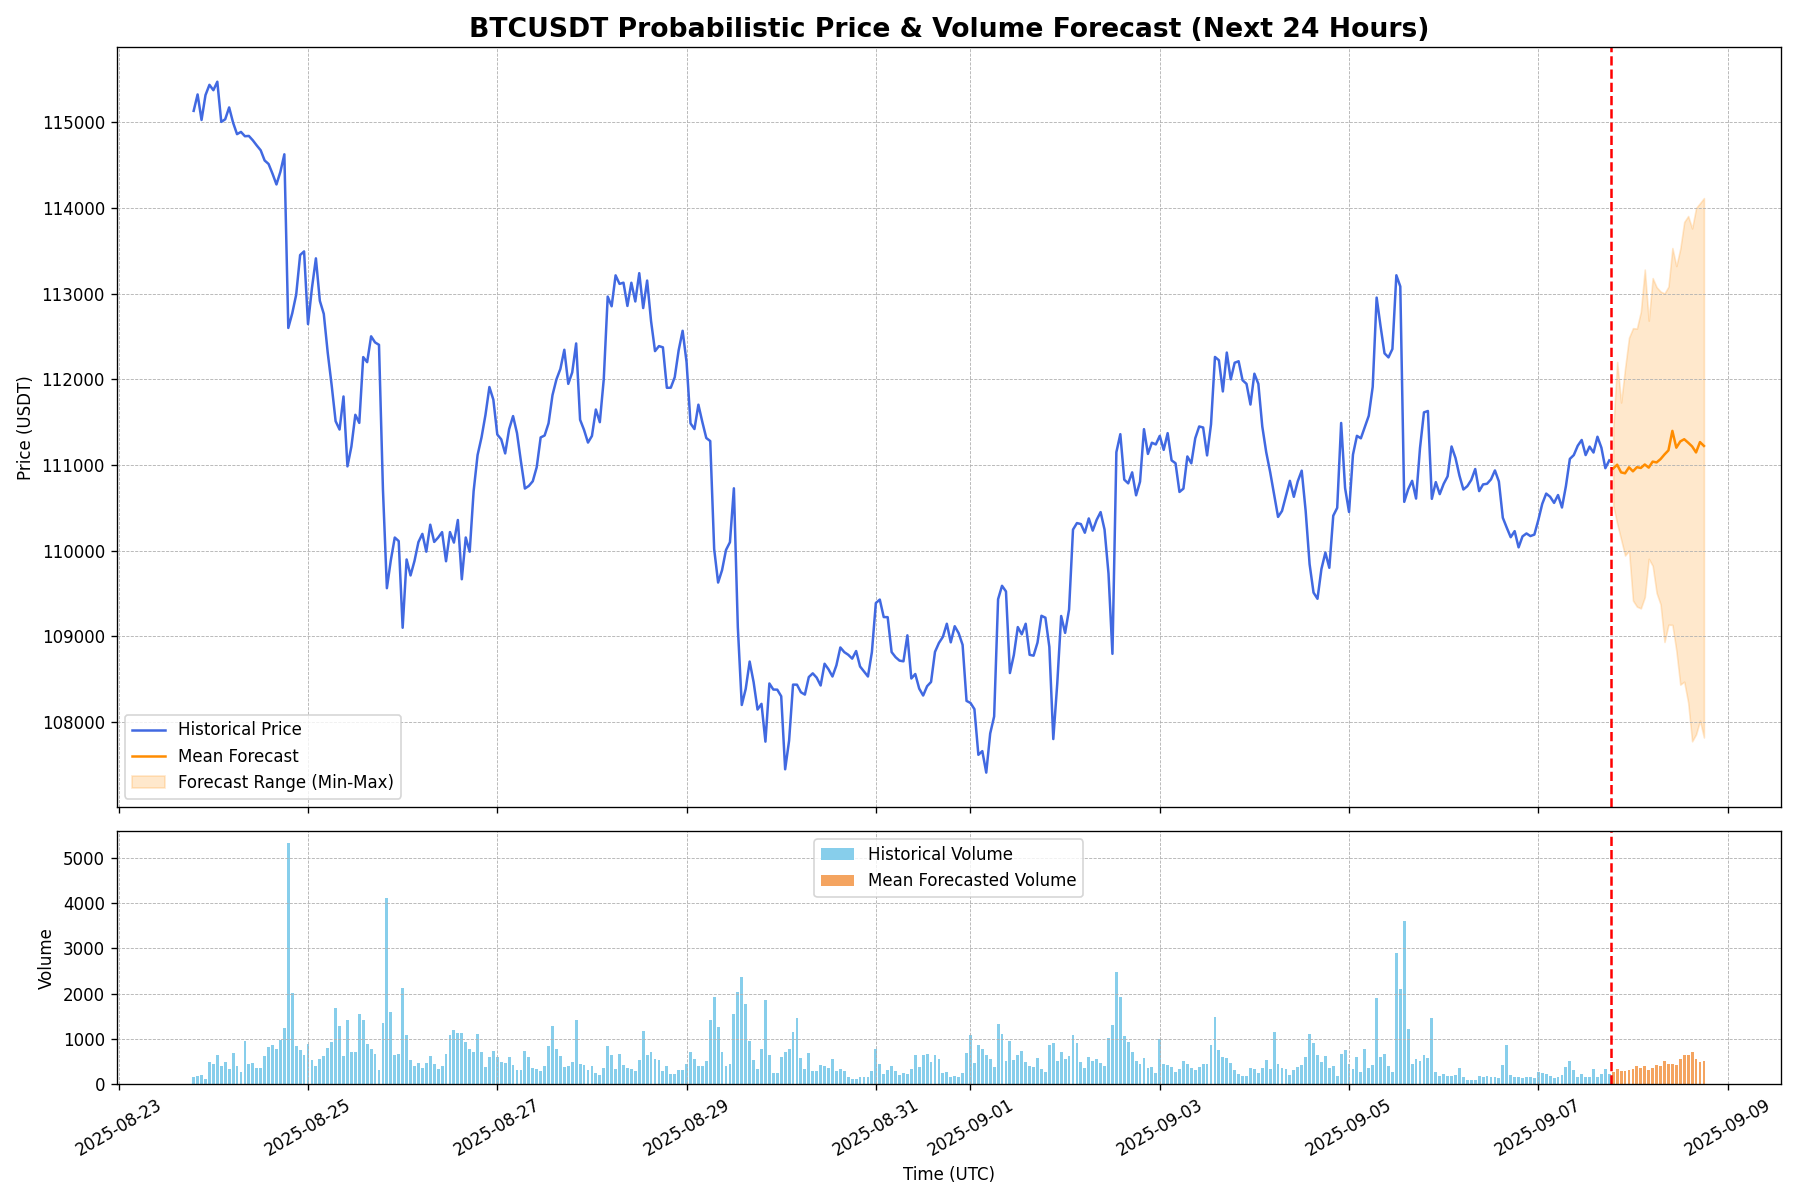 BTCUSDT Probabilistic Price & Volume Forecast (Next 24 Hours)
Price (USDT)
115000
114000
113000
112000
111000
110000
109000
108000
Historical Price
Mean Forecast
Forecast Range (Min-Max)
Volume
5000
4000
3000
2000
1000
0
Historical Volume
Mean Forecasted Volume
2025-08-23
2025-08-25
2025-08-27
2025-08-29
2025-08-31
2025-09-01
2025-09-03
2025-09-05
2025-09-07
2025-09-09
Time (UTC)